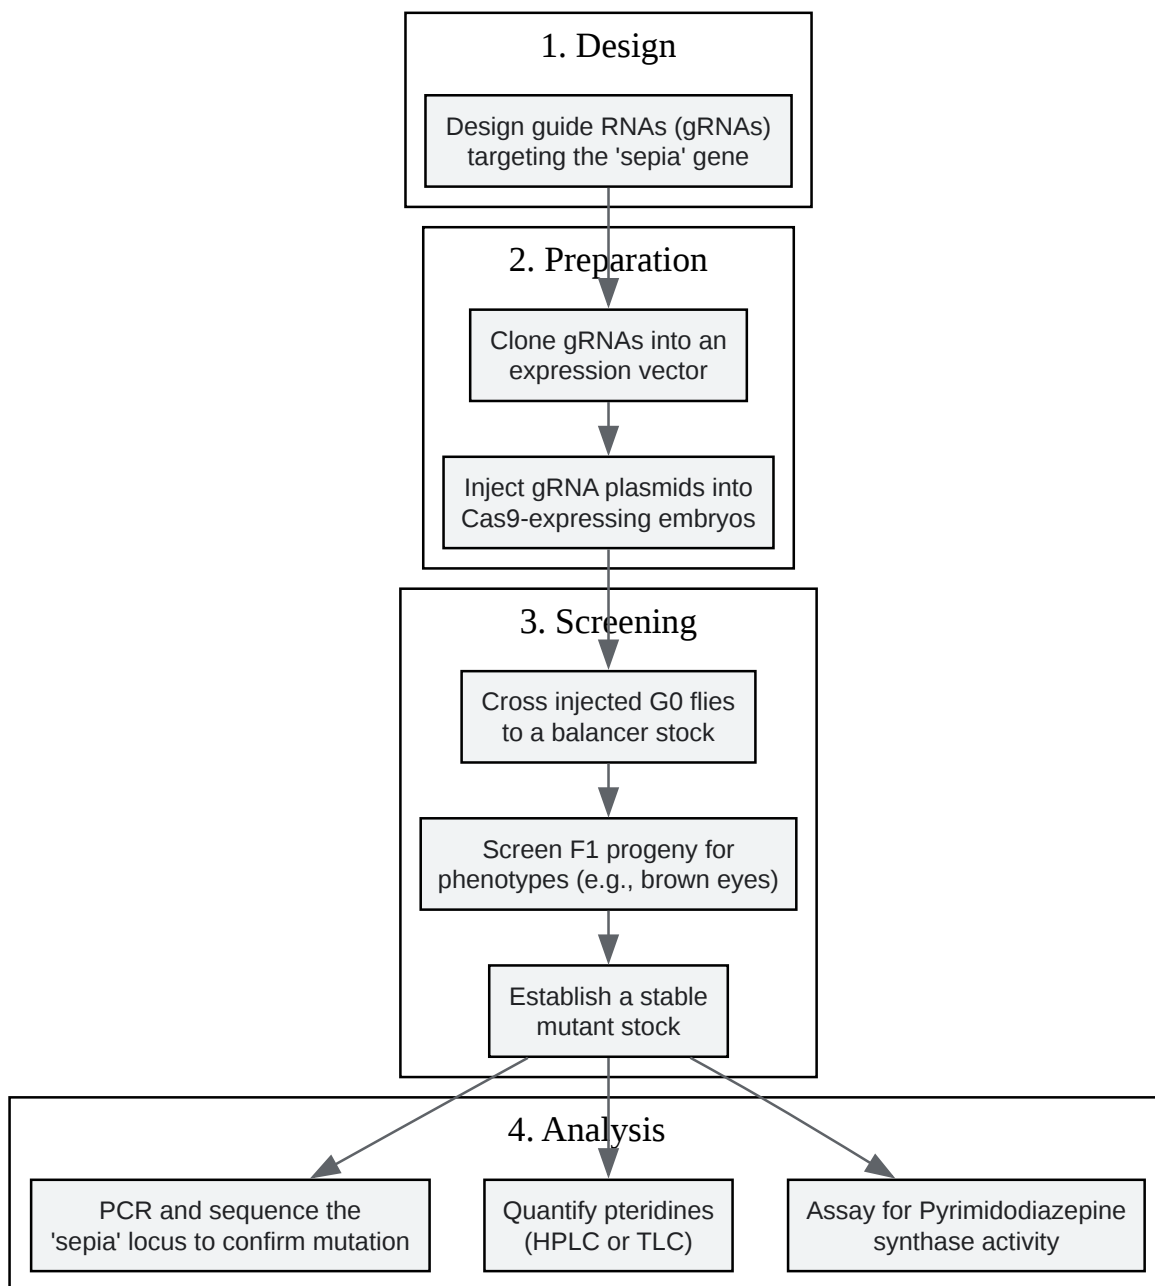 1. Design
Design guide RNAs (gRNAs)
targeting the 'sepia' gene
2. Preparation
Clone gRNAs into an
expression vector
Inject gRNA plasmids into
Cas9-expressing embryos
3. Screening
Cross injected G0 flies
to a balancer stock
Screen F1 progeny for
phenotypes (e.g., brown eyes)
Establish a stable
mutant stock
4. Analysis
PCR and sequence the
'sepia' locus to confirm mutation
Quantify pteridines
(HPLC or TLC)
Assay for Pyrimidodiazepine
synthase activity